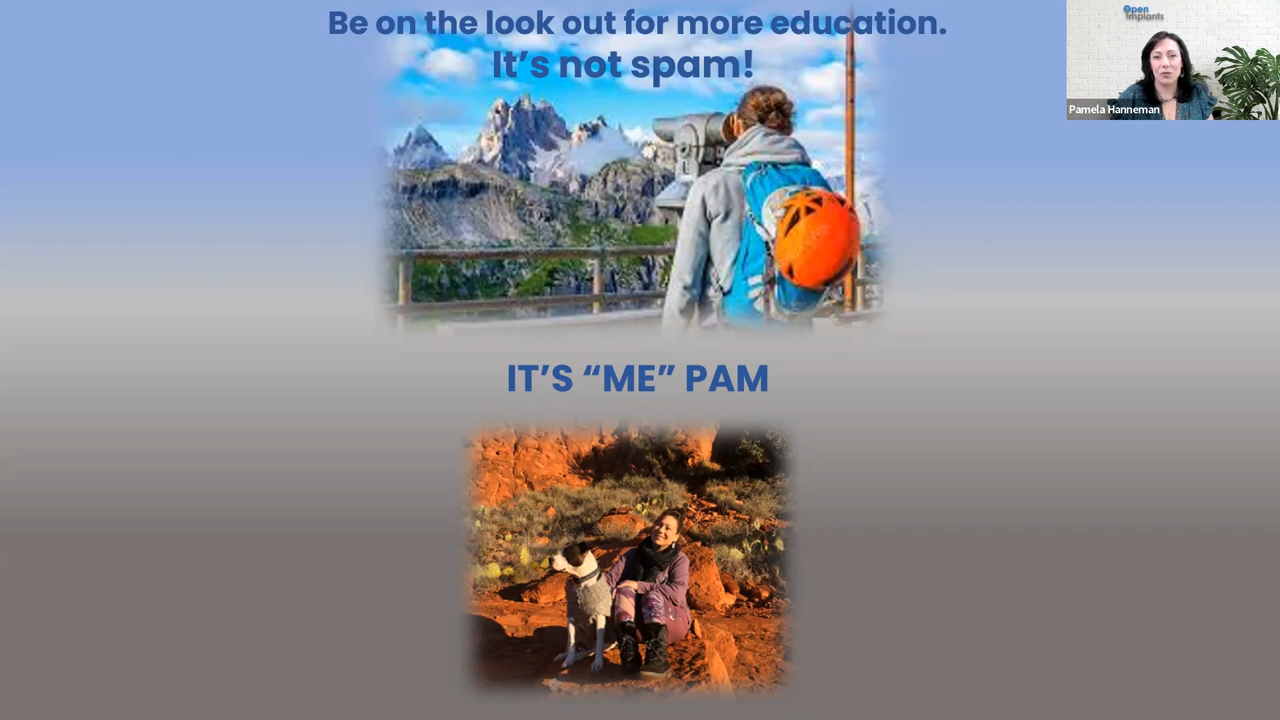 Be on the look out for more education.
It’s not spam!
Open
Implants
Pamela Hanneman
IT’S “ME” PAM